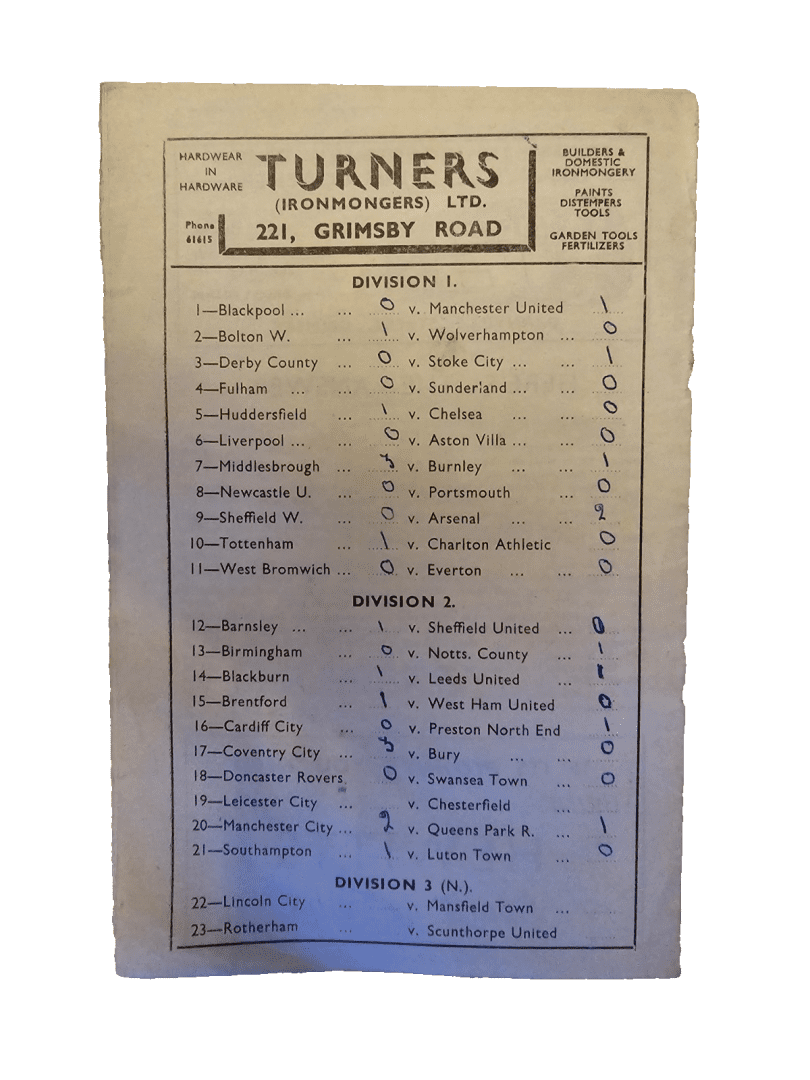 HARDWEAR
IN
HARDWARE
Phone
61615
TURNERS
(IRONMONGERS) LTD.
221, GRIMSBY ROAD
BUILDERS &
DOMESTIC
IRONMONGERY
PAINTS
DISTEMPERS
TOOLS
GARDEN TOOLS
FERTILIZERS
DIVISION 1.
1—Blackpool ... ... 0 v. Manchester United 1
2—Bolton W. ... 1 v. Wolverhampton ... 0
3—Derby County ... 0 v. Stoke City ... ... 1
4—Fulham ... ... 0 v. Sunderland ... ... 0
5—Huddersfield ... 1 v. Chelsea ... ... 0
6—Liverpool ... ... 0 v. Aston Villa ... ... 0
7—Middlesbrough ... 3 v. Burnley ... ... 1
8—Newcastle U. ... 0 v. Portsmouth ... 0
9—Sheffield W. ... 0 v. Arsenal ... ... 2
10—Tottenham ... 1 v. Charlton Athletic 0
11—West Bromwich ... 0 v. Everton ... ... 0
DIVISION 2.
12—Barnsley ... ... 1 v. Sheffield United ... 0
13—Birmingham ... 0 v. Notts. County ... 1
14—Blackburn ... 1 v. Leeds United ... 1
15—Brentford ... 1 v. West Ham United 0
16—Cardiff City ... 0 v. Preston North End 1
17—Coventry City ... 3 v. Bury ... ... 0
18—Doncaster Rovers 0 v. Swansea Town ... 0
19—Leicester City ... v. Chesterfield ...
20—Manchester City ... 2 v. Queens Park R. ... 1
21—Southampton ... 1 v. Luton Town ... 0
DIVISION 3 (N.).
22—Lincoln City ... v. Mansfield Town ...
23—Rotherham ... v. Scunthorpe United